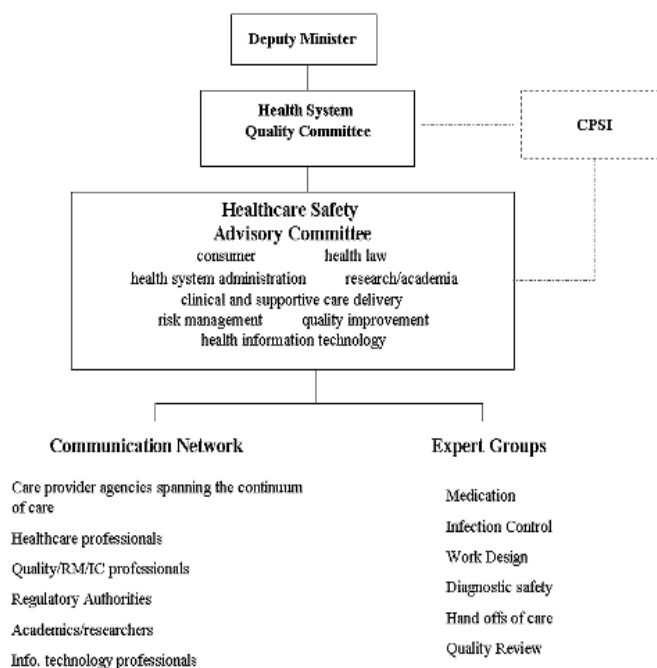 Deputy Minister
Health System
Quality Committee
CPSI
Healthcare Safety
Advisory Committee
consumer health law
health system administration research/academia
clinical and supportive care delivery
risk management quality improvement
health information technology
Communication Network
Care provider agencies spanning the continuum
of care
Healthcare professionals
Quality/RM/IC professionals
Regulatory Authorities
Academics/researchers
Info. technology professionals
Expert Groups
Medication
Infection Control
Work Design
Diagnostic safety
Hand offs of care
Quality Review